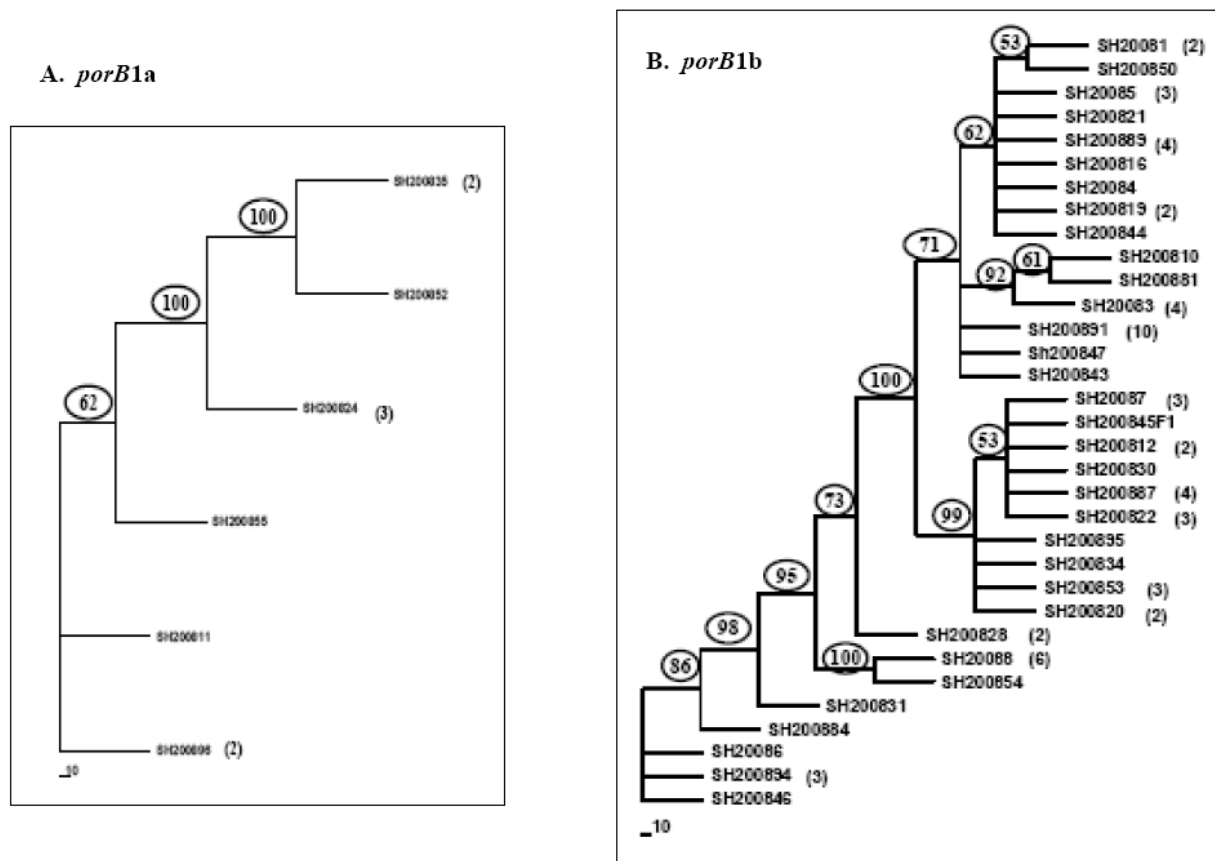 A. porB1a
100
SH200835 (2)
100
SH200852
62
SH200824 (3)
SH200855
SH200811
SH200896 (2)
10
B. porB1b
53
SH20081 (2)
SH200850
62
SH20085 (3)
SH200821
SH200889 (4)
SH200816
SH20084
SH200819 (2)
SH200844
71
92
61
SH200810
SH200881
SH20083 (4)
SH200891 (10)
Sh200847
SH200843
100
53
SH20087 (3)
SH200845F1
SH200812 (2)
SH200830
SH200887 (4)
SH200822 (3)
99
SH200895
SH200834
SH200853 (3)
SH200820 (2)
73
SH200828 (2)
95
100
SH20088 (6)
SH200854
98
SH200831
86
SH200884
SH20086
SH200894 (3)
SH200846
10